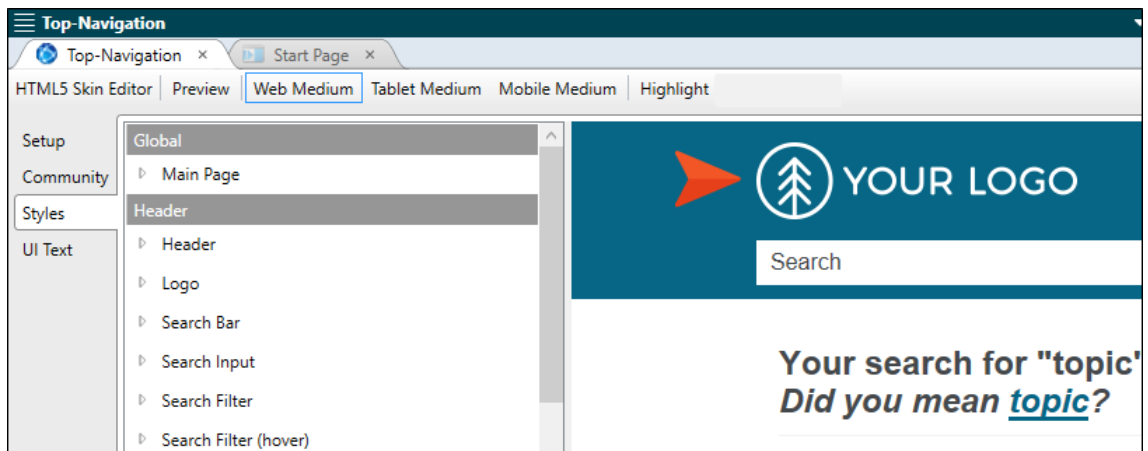 Top-Navigation
Top-Navigation × Start Page ×
HTML5 Skin Editor Preview Web Medium Tablet Medium Mobile Medium Highlight
Setup
Community
Styles
UI Text
Global
Main Page
Header
Header
Logo
Search Bar
Search Input
Search Filter
Search Filter (hover)
YOUR LOGO
Search
Your search for "topic"
Did you mean topic?